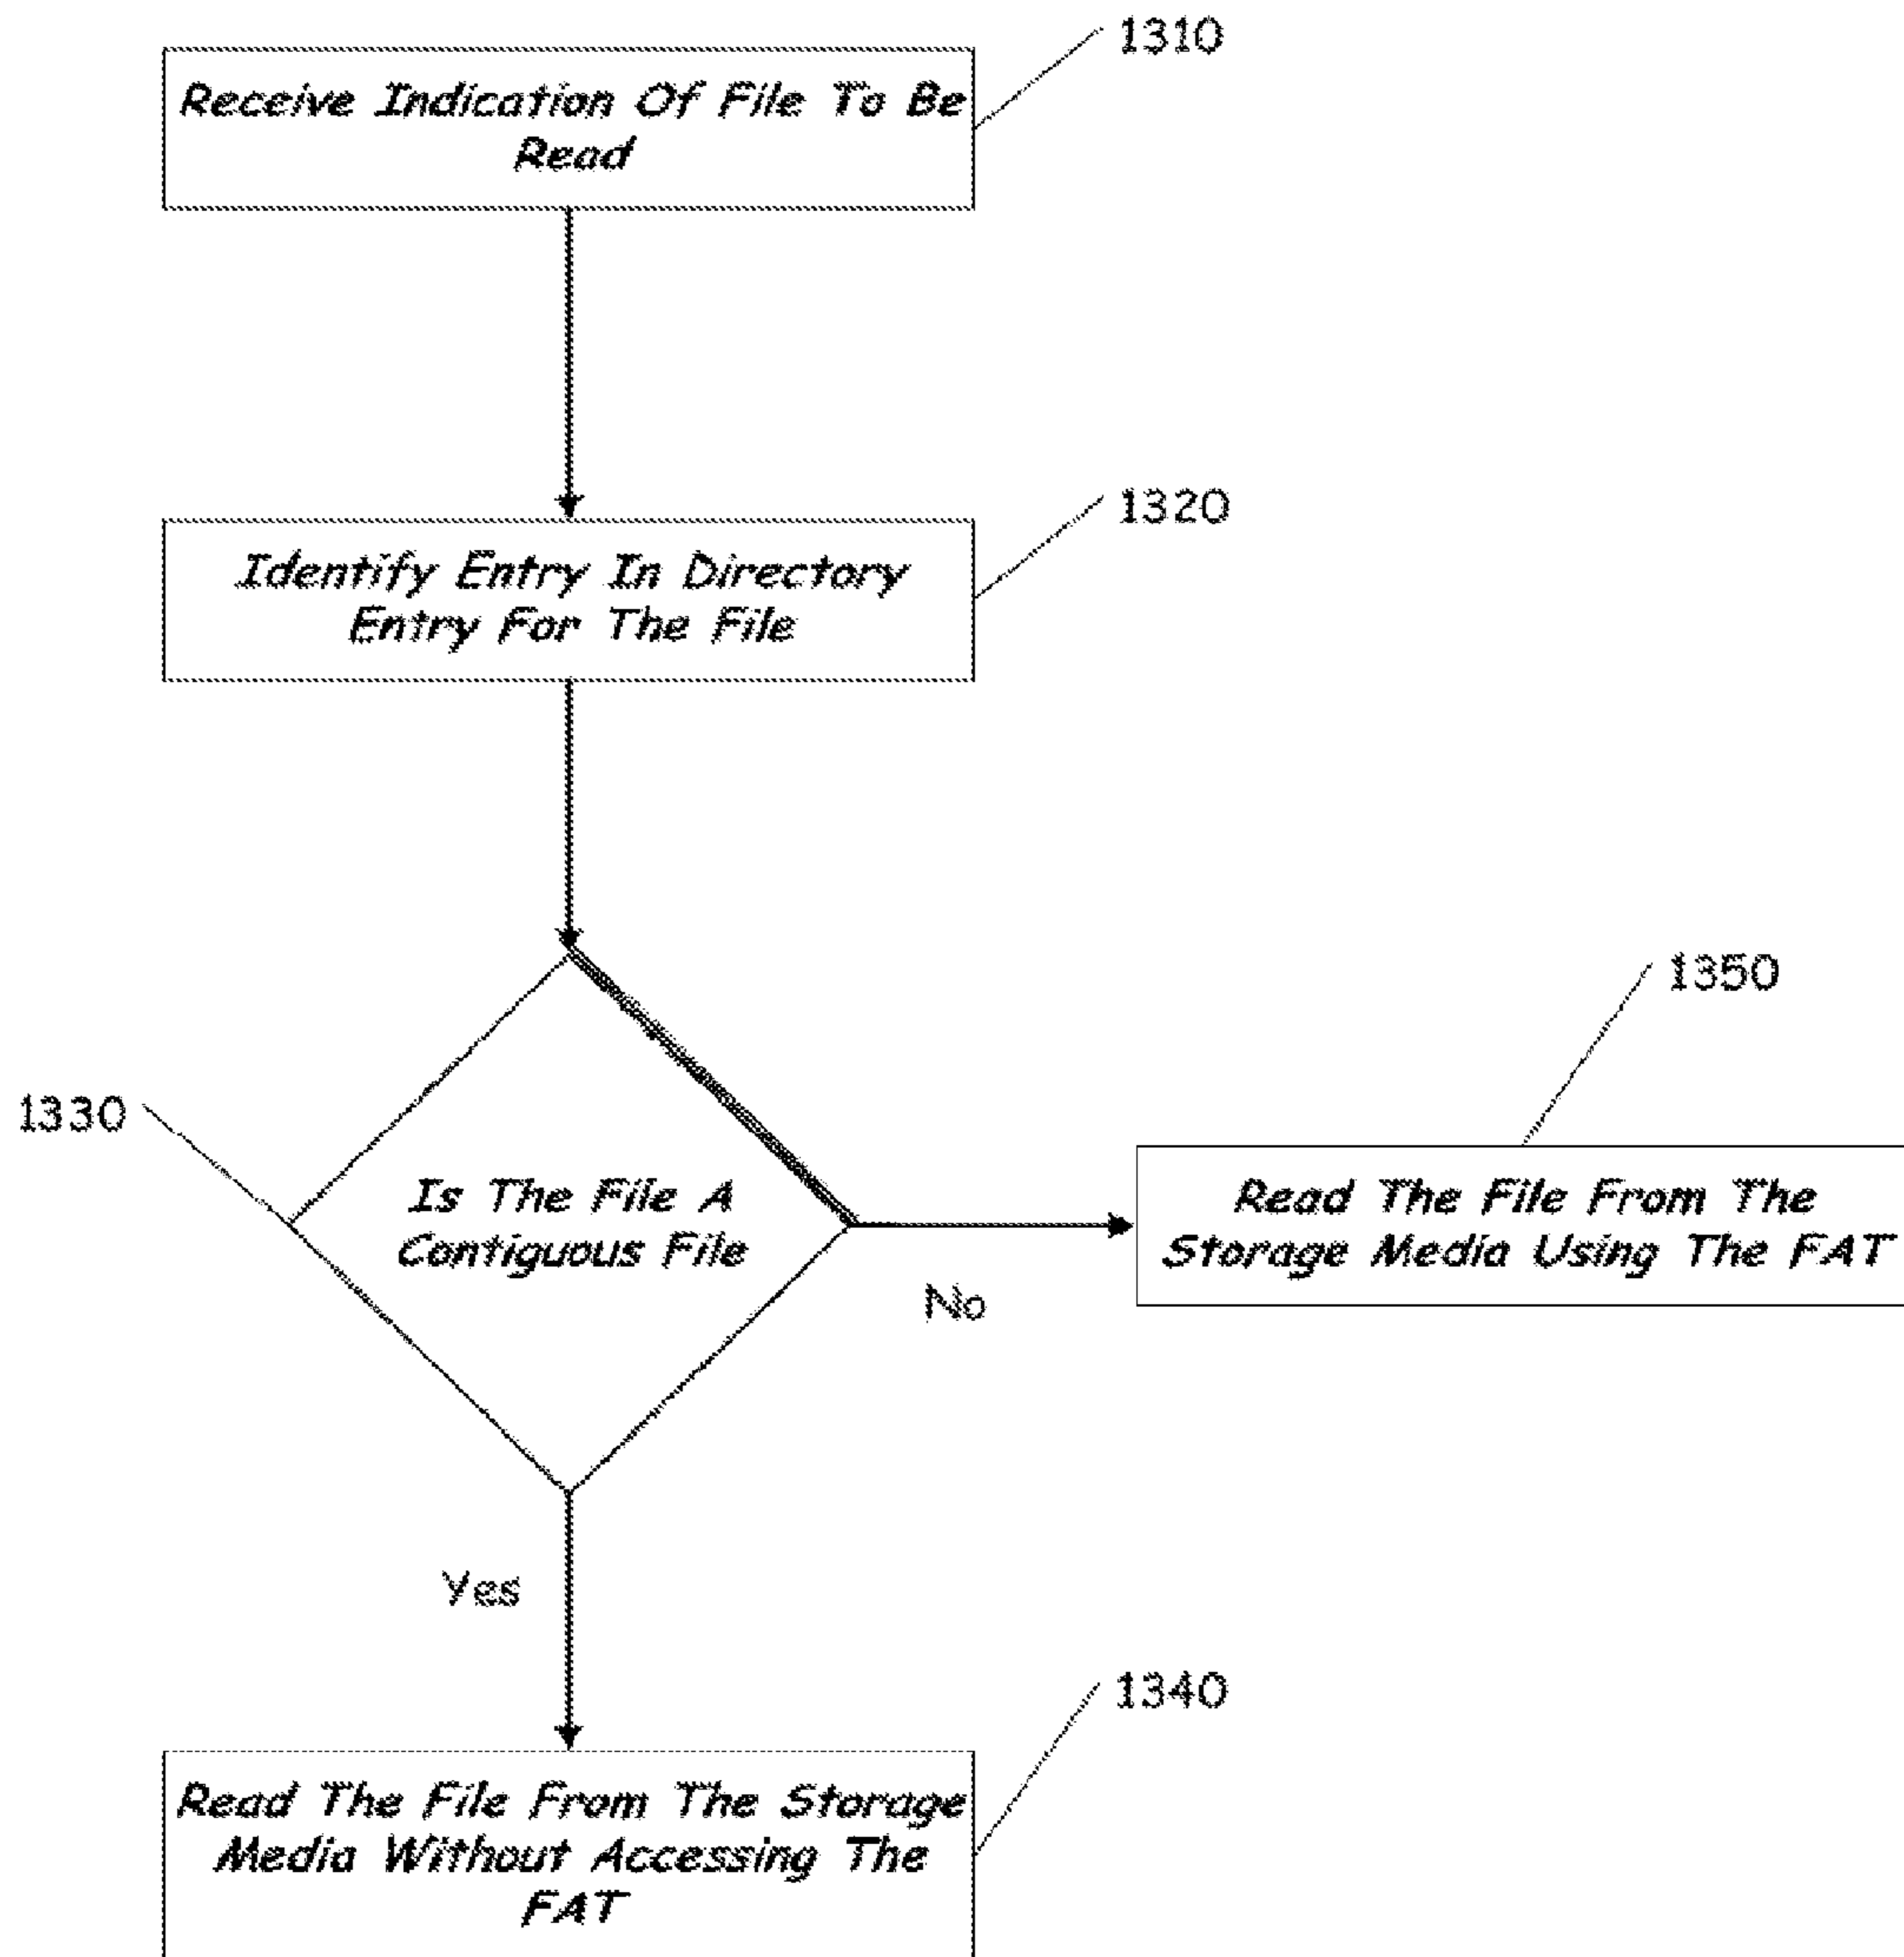 1310
Receive Indication Of File To Be
Read
1320
Identify Entry In Directory
Entry For The File
1330
Is The File A
Contiguous File
No
1350
Read The File From The
Storage Media Using The FAT
Yes
1340
Read The File From The Storage
Media Without Accessing The
FAT